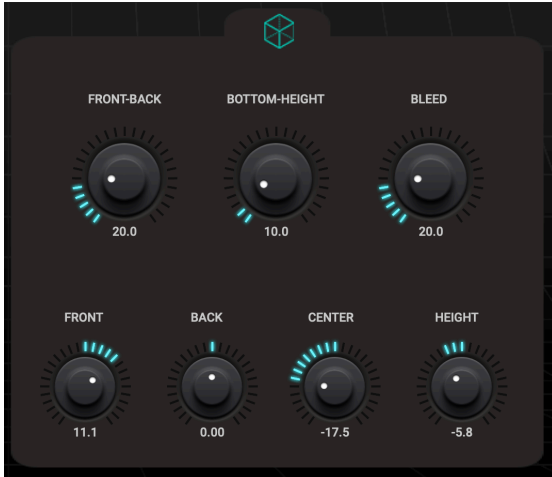 FRONT-BACK BOTTOM-HEIGHT BLEED
20.0 10.0 20.0
FRONT BACK CENTER HEIGHT
11.1 0.00 -17.5 -5.8